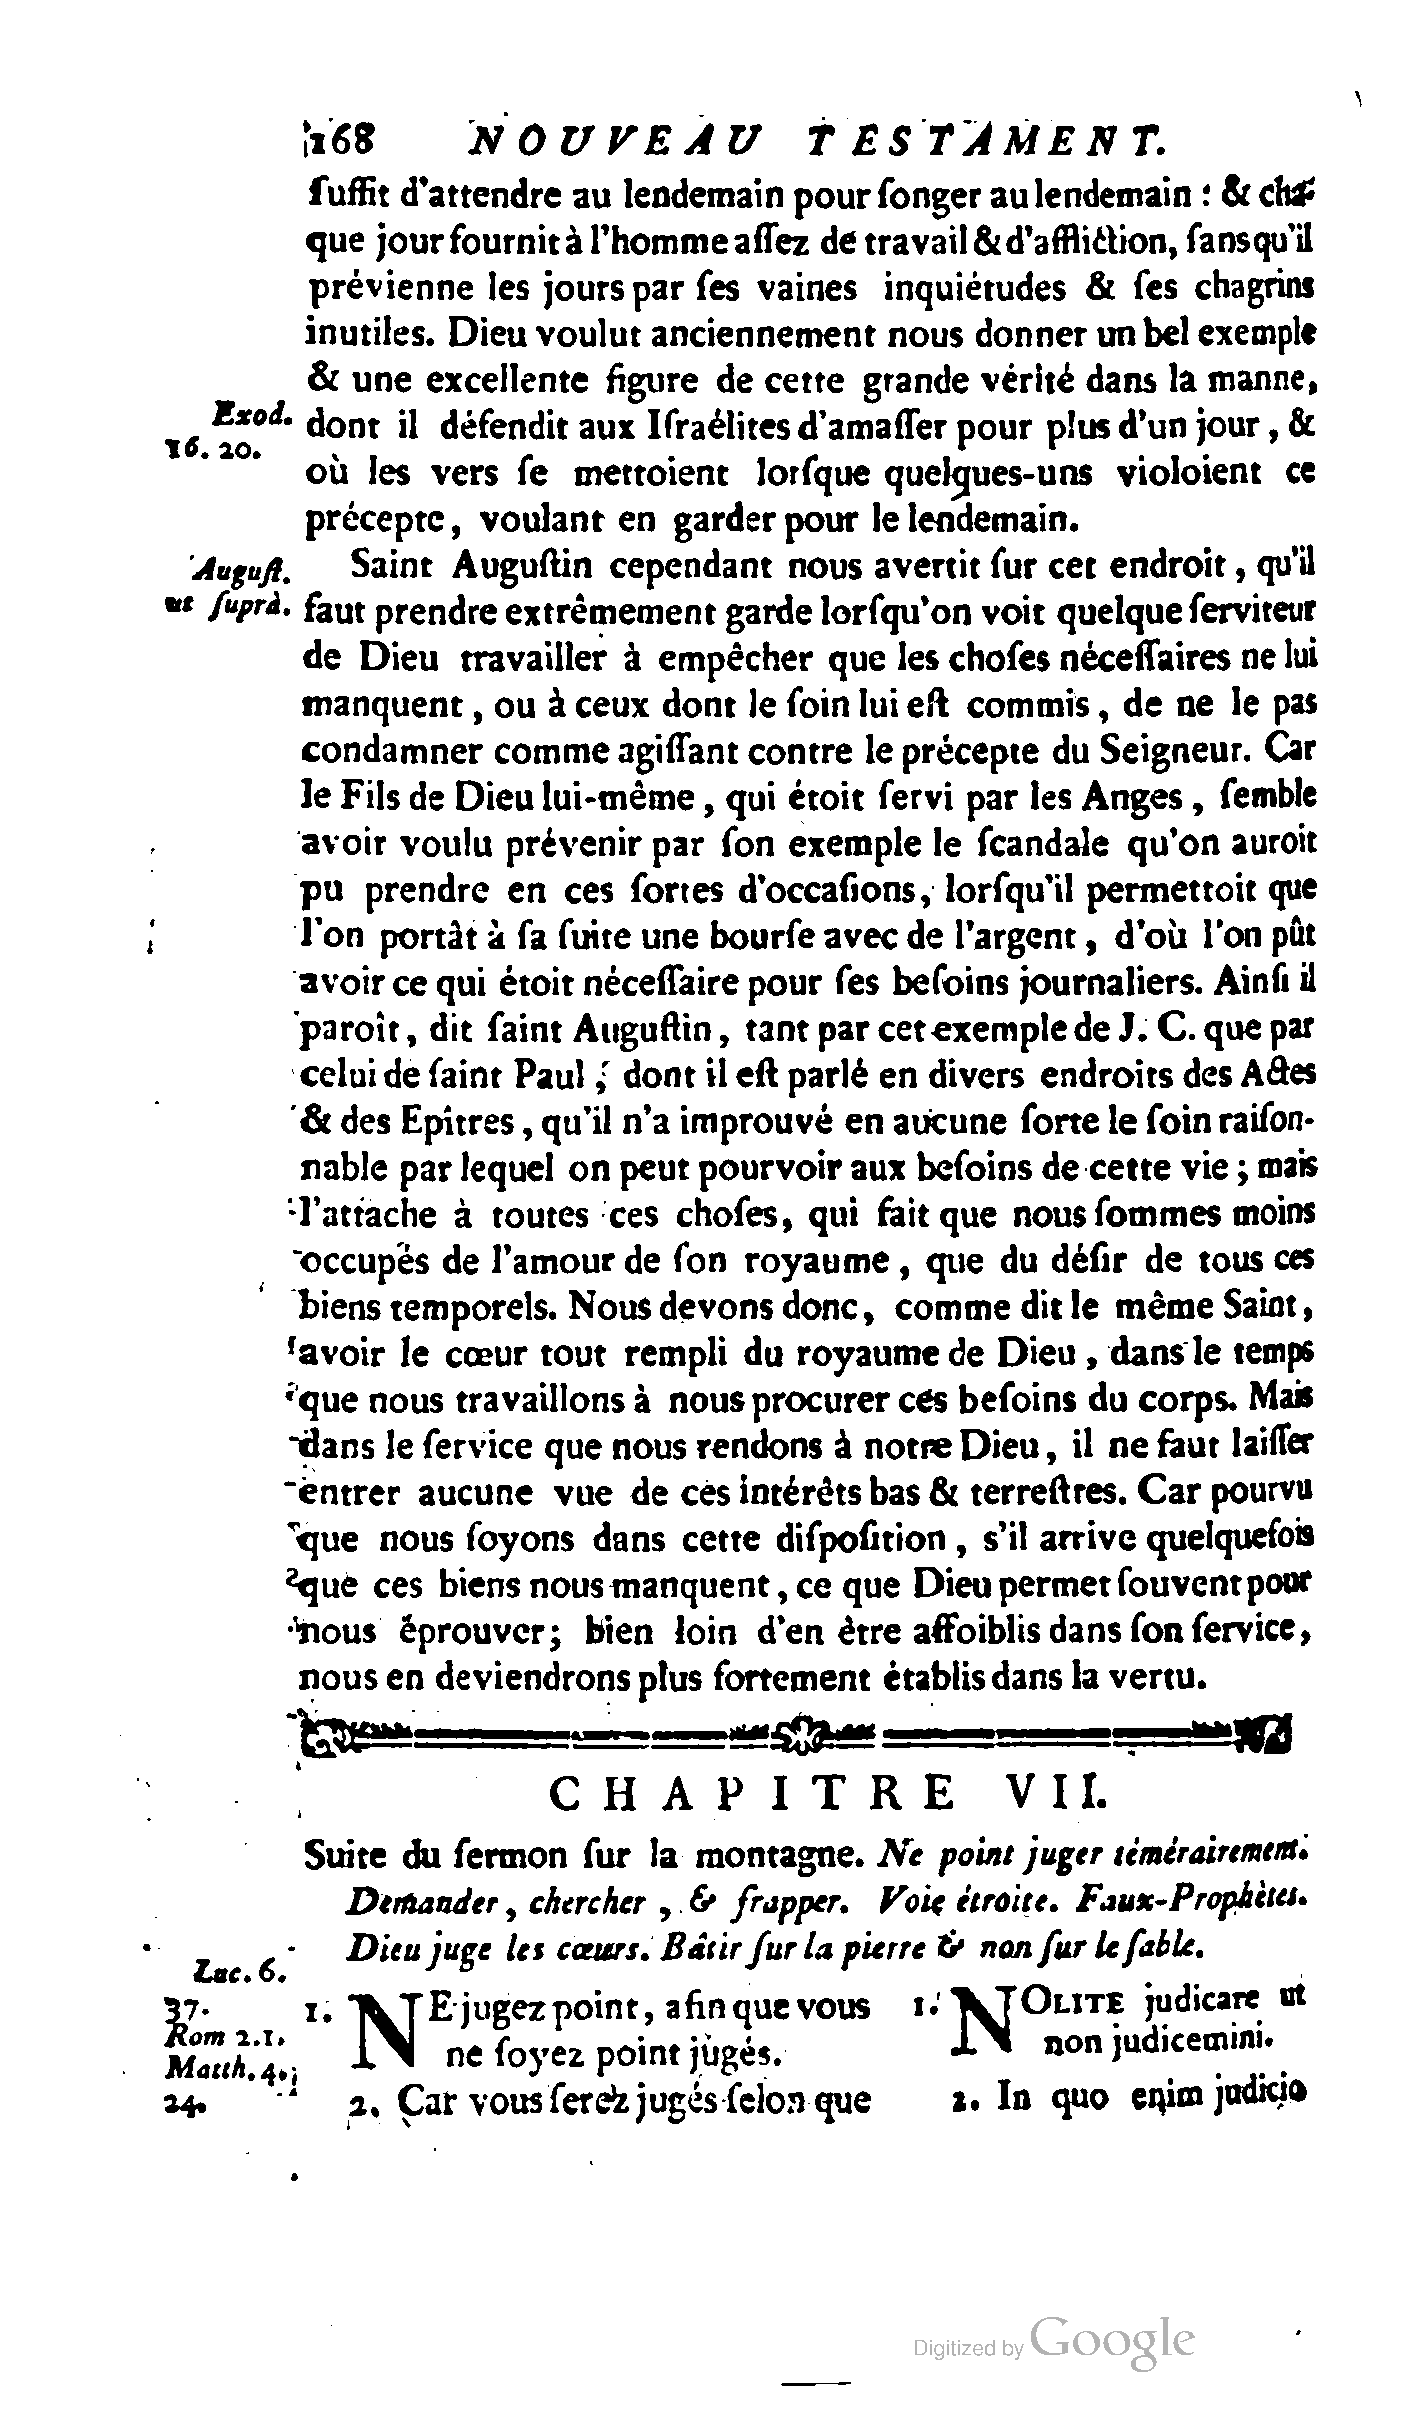 168 NOUVEAU TESTAMENT.
ſuffit d'attendre au lendemain pour ſonger au lendemain : & cha-
que jour fournit à l'homme aſſez de travail & d'affliction, ſans qu'il
prévienne les jours par ſes vaines inquiétudes & ſes chagrins
inutiles. Dieu voulut anciennement nous donner un bel exemple
& une excellente figure de cette grande vérité dans la manne,
Exod. 16. 20.
dont il défendit aux Iſraélites d'amaſſer pour plus d'un jour, &
où les vers ſe mettoient lorſque quelques-uns violoient ce
précepte, voulant en garder pour le lendemain.
Auguſt. ut ſuprà.
Saint Auguſtin cependant nous avertit ſur cet endroit, qu'il
faut prendre extrêmement garde lorſqu'on voit quelque ſerviteur
de Dieu travailler à empêcher que les choſes néceſſaires ne lui
manquent, ou à ceux dont le ſoin lui eſt commis, de ne le pas
condamner comme agiſſant contre le précepte du Seigneur. Car
le Fils de Dieu lui-même, qui étoit ſervi par les Anges, ſemble
avoir voulu prévenir par ſon exemple le ſcandale qu'on auroit
pu prendre en ces ſortes d'occaſions, lorſqu'il permettoit que
l'on portât à ſa ſuite une bourſe avec de l'argent, d'où l'on pût
avoir ce qui étoit néceſſaire pour ſes beſoins journaliers. Ainſi il
paroît, dit ſaint Auguſtin, tant par cet exemple de J. C. que par
celui de ſaint Paul, dont il eſt parlé en divers endroits des Actes
& des Epîtres, qu'il n'a improuvé en aucune ſorte le ſoin raiſon-
nable par lequel on peut pourvoir aux beſoins de cette vie ; mais
l'attache à toutes ces choſes, qui fait que nous ſommes moins
occupés de l'amour de ſon royaume, que du déſir de tous ces
biens temporels. Nous devons donc, comme dit le même Saint,
avoir le cœur tout rempli du royaume de Dieu, dans le temps
que nous travaillons à nous procurer ces beſoins du corps. Mais
dans le ſervice que nous rendons à notre Dieu, il ne faut laiſſer
entrer aucune vue de ces intérêts bas & terreſtres. Car pourvu
que nous ſoyons dans cette diſpoſition, s'il arrive quelquefois
que ces biens nous manquent, ce que Dieu permet ſouvent pour
nous éprouver; bien loin d'en être affoiblis dans ſon ſervice,
nous en deviendrons plus fortement établis dans la vertu.
CHAPITRE VII.
Suite du ſermon ſur la montagne. Ne point juger témérairement.
Demander, chercher, & frapper. Voie étroite. Faux-Prophètes.
Dieu juge les cœurs. Bâtir ſur la pierre & non ſur le ſable.
Luc. 6.
37.
Rom 2.1.
Matth. 4.
24.
1. NE jugez point, afin que vous
ne ſoyez point jugés.
2. Car vous ſerez jugés ſelon que
1. NOLITE judicare ut
non judicemini.
2. In quo enim judicio
Digitized by Google